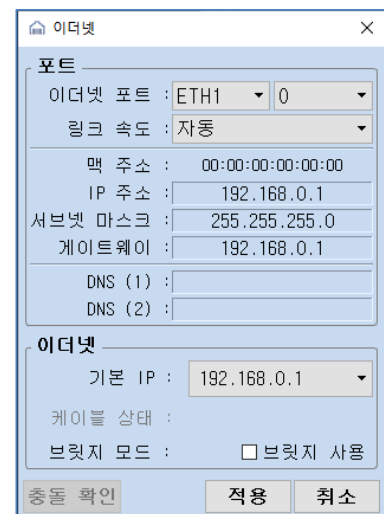 이더넷
포트
이더넷 포트 : ETH1 0
링크 속도 : 자동
맥 주소 : 00:00:00:00:00:00
IP 주소 : 192.168.0.1
서브넷 마스크 : 255.255.255.0
게이트웨이 : 192.168.0.1
DNS (1) :
DNS (2) :
이더넷
기본 IP : 192.168.0.1
케이블 상태 :
브릿지 모드 : 브릿지 사용
충돌 확인 적용 취소